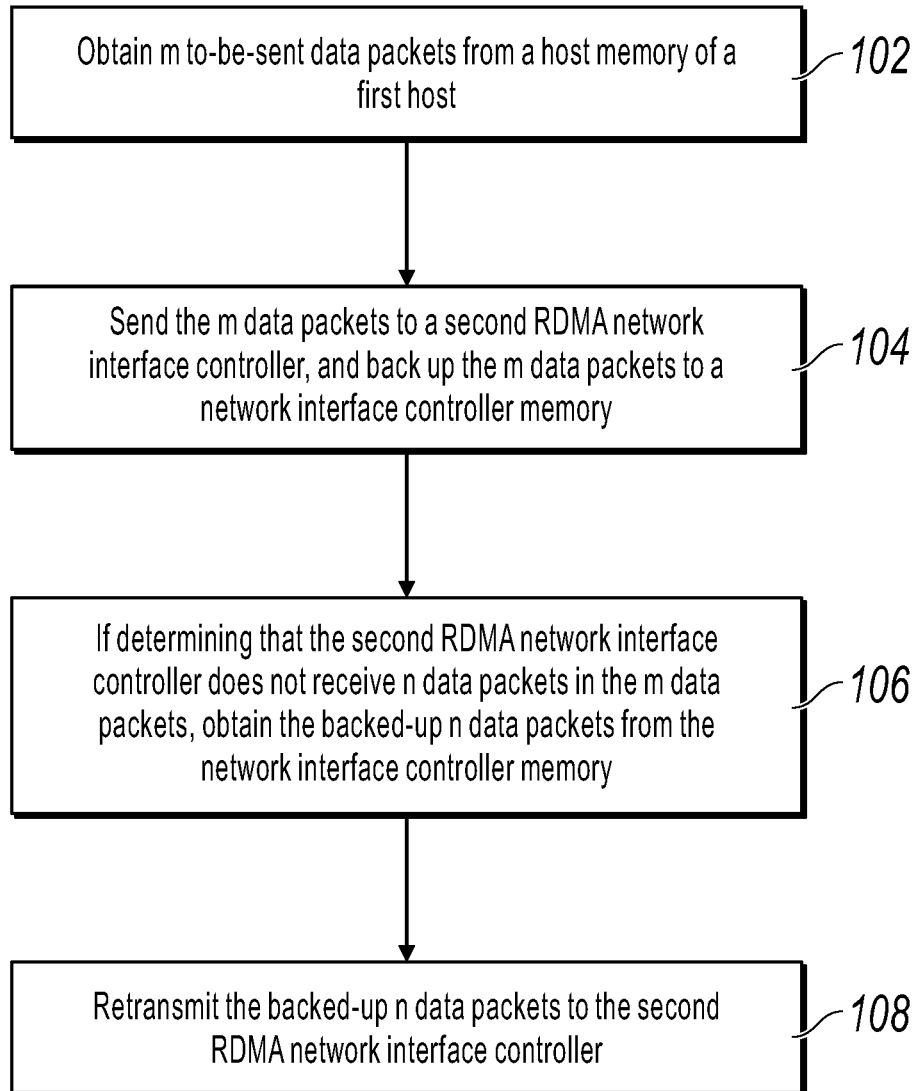 Obtain m to-be-sent data packets from a host memory of a
first host
102
Send the m data packets to a second RDMA network
interface controller, and back up the m data packets to a
network interface controller memory
104
If determining that the second RDMA network interface
controller does not receive n data packets in the m data
packets, obtain the backed-up n data packets from the
network interface controller memory
106
Retransmit the backed-up n data packets to the second
RDMA network interface controller
108